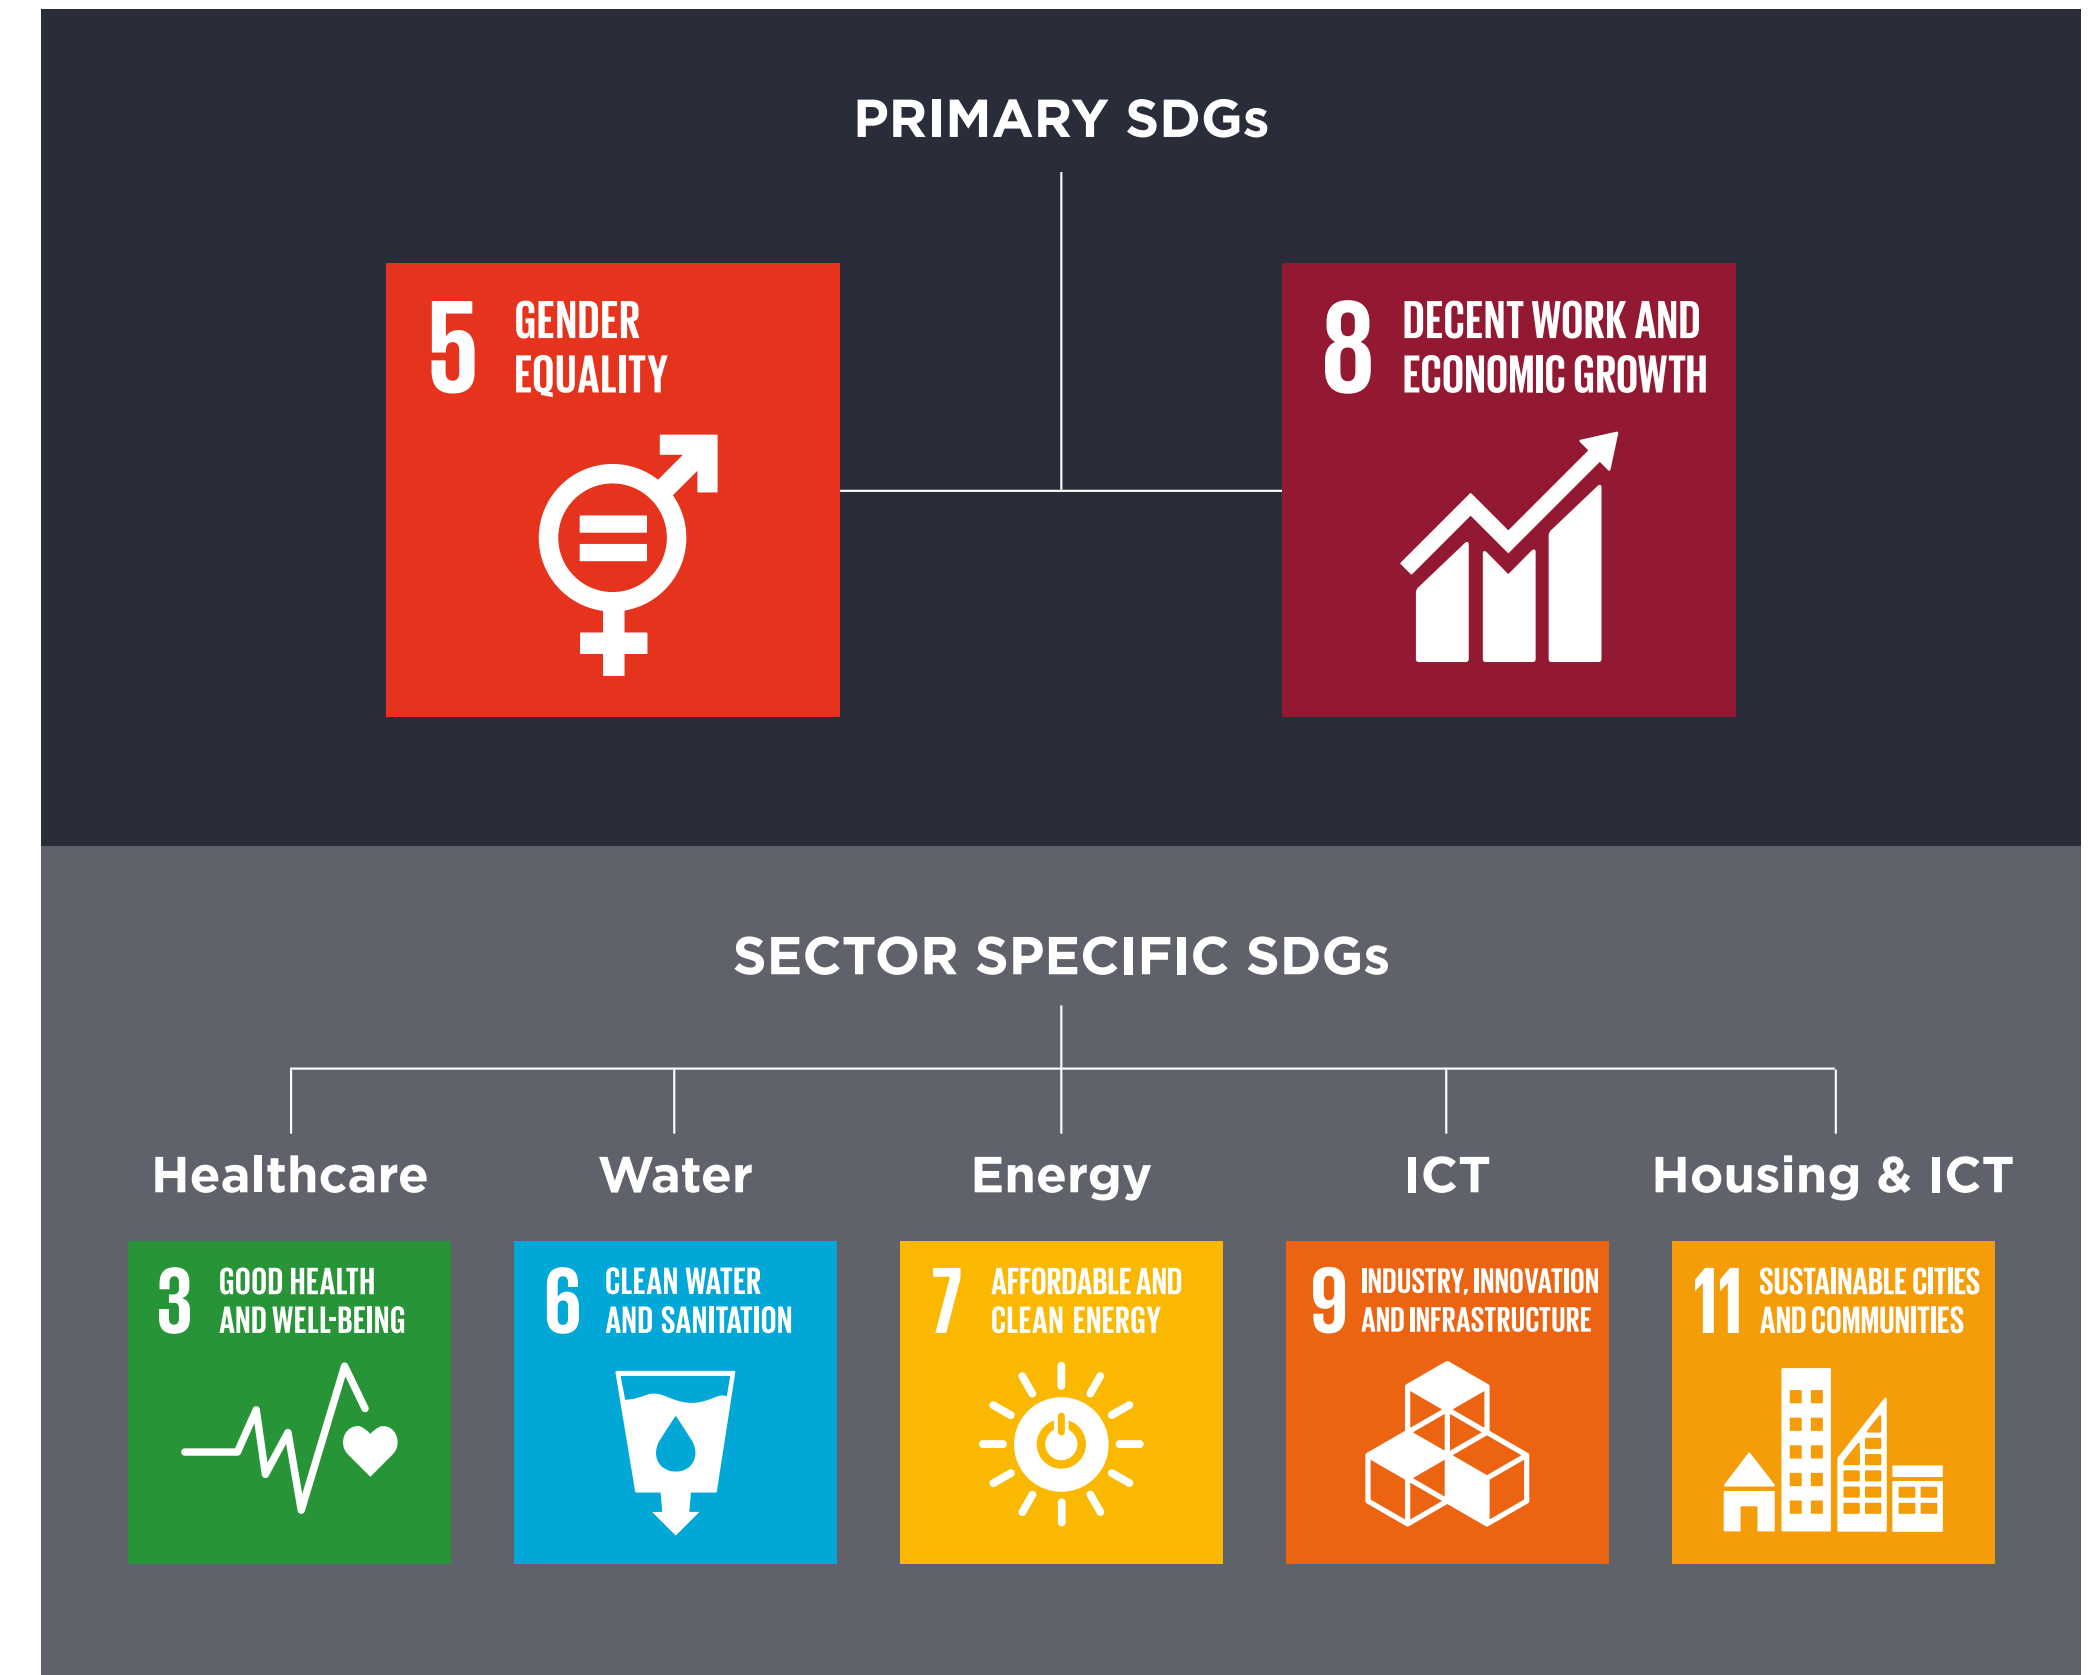 PRIMARY SDGs
5 GENDER
EQUALITY
8 DECENT WORK AND
ECONOMIC GROWTH
SECTOR SPECIFIC SDGs
Healthcare
Water
Energy
ICT
Housing & ICT
3 GOOD HEALTH
AND WELL-BEING
6 CLEAN WATER
AND SANITATION
7 AFFORDABLE AND
CLEAN ENERGY
9 INDUSTRY, INNOVATION
AND INFRASTRUCTURE
11 SUSTAINABLE CITIES
AND COMMUNITIES